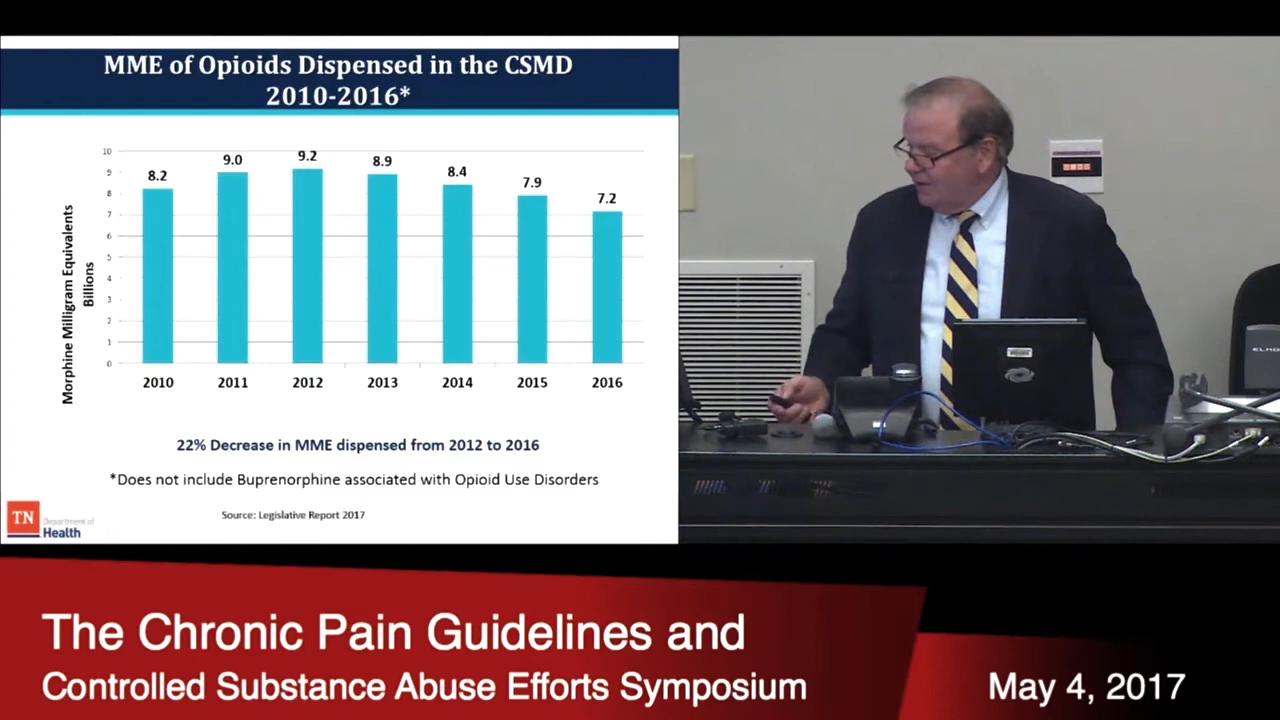 MME of Opioids Dispensed in the CSMD
2010-2016*
Morphine Milligram Equivalents
Billions
10
9
8
7
6
5
4
3
2
1
0
8.2
9.0
9.2
8.9
8.4
7.9
7.2
2010
2011
2012
2013
2014
2015
2016
22% Decrease in MME dispensed from 2012 to 2016
*Does not include Buprenorphine associated with Opioid Use Disorders
Source: Legislative Report 2017
TN
Department of
Health
ELMO
The Chronic Pain Guidelines and
Controlled Substance Abuse Efforts Symposium
May 4, 2017